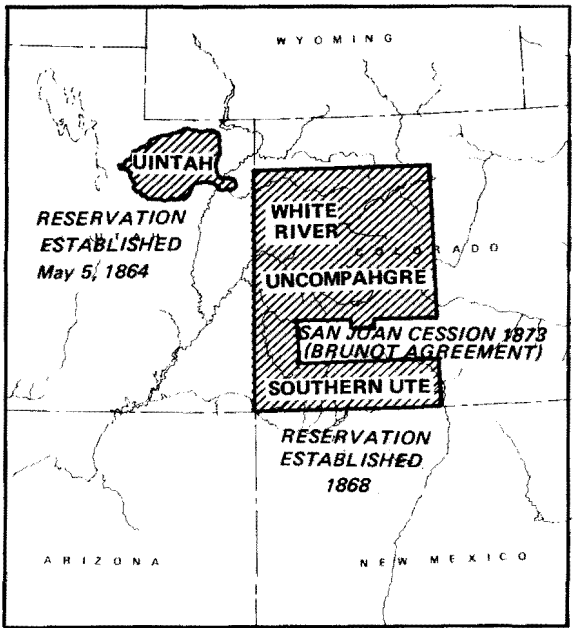 WYOMING
UINTAH
RESERVATION
ESTABLISHED
UTAH
May 5, 1864
WHITE
RIVER
COLORADO
UNCOMPAHGRE
SAN JUAN CESSION 1873
(BRUNOT AGREEMENT)
SOUTHERN UTE
RESERVATION
ESTABLISHED
1868
ARIZONA
NEW MEXICO